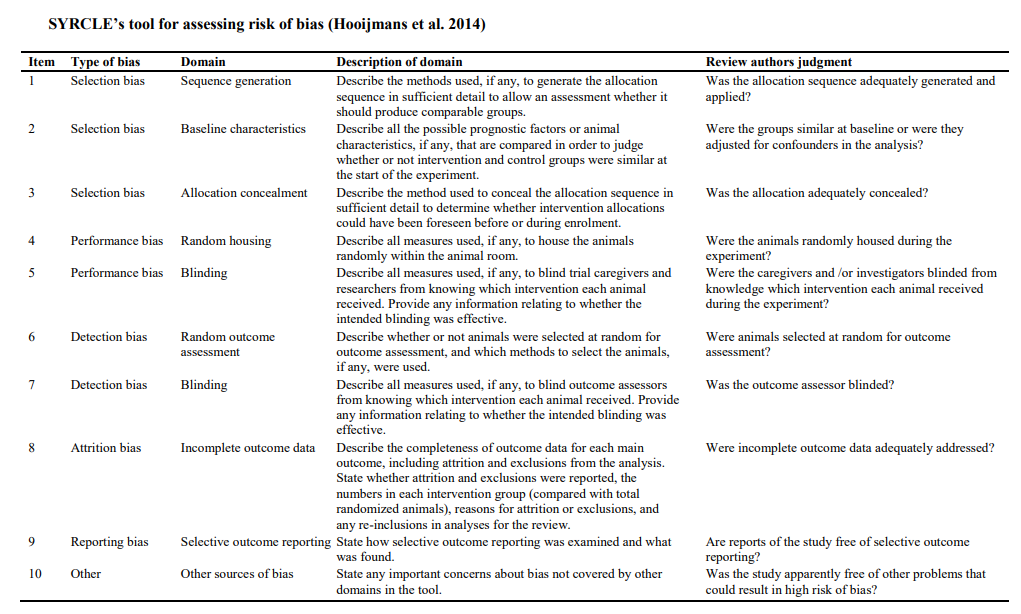 SYRCLE's tool for assessing risk of bias (Hooijmans et al. 2014)
Item Type of bias Domain Description of domain Review authors judgment
1 Selection bias Sequence generation Describe the methods used, if any, to generate the allocation Was the allocation sequence adequately generated and
sequence in sufficient detail to allow an assessment whether it applied?
should produce comparable groups.
2 Selection bias Baseline characteristics Describe all the possible prognostic factors or animal Were the groups similar at baseline or were they
characteristics, if any, that are compared in order to judge adjusted for confounders in the analysis?
whether or not intervention and control groups were similar at
the start of the experiment.
3 Selection bias Allocation concealment Describe the method used to conceal the allocation sequence in Was the allocation adequately concealed?
sufficient detail to determine whether intervention allocations
could have been foreseen before or during enrolment.
4 Performance bias Random housing Describe all measures used, if any, to house the animals Were the animals randomly housed during the
randomly within the animal room. experiment?
5 Performance bias Blinding Describe all measures used, if any, to blind trial caregivers and Were the caregivers and /or investigators blinded from
researchers from knowing which intervention each animal knowledge which intervention each animal received
received. Provide any information relating to whether the during the experiment?
intended blinding was effective.
6 Detection bias Random outcome Describe whether or not animals were selected at random for Were animals selected at random for outcome
assessment outcome assessment, and which methods to select the animals, assessment?
if any, were used.
7 Detection bias Blinding Describe all measures used, if any, to blind outcome assessors Was the outcome assessor blinded?
from knowing which intervention each animal received. Provide
any information relating to whether the intended blinding was
effective.
8 Attrition bias Incomplete outcome data Describe the completeness of outcome data for each main Were incomplete outcome data adequately addressed?
outcome, including attrition and exclusions from the analysis.
State whether attrition and exclusions were reported, the
numbers in each intervention group (compared with total
randomized animals), reasons for attrition or exclusions, and
any re-inclusions in analyses for the review.
9 Reporting bias Selective outcome reporting State how selective outcome reporting was examined and what Are reports of the study free of selective outcome
was found. reporting?
10 Other Other sources of bias State any important concerns about bias not covered by other Was the study apparently free of other problems that
domains in the tool. could result in high risk of bias?